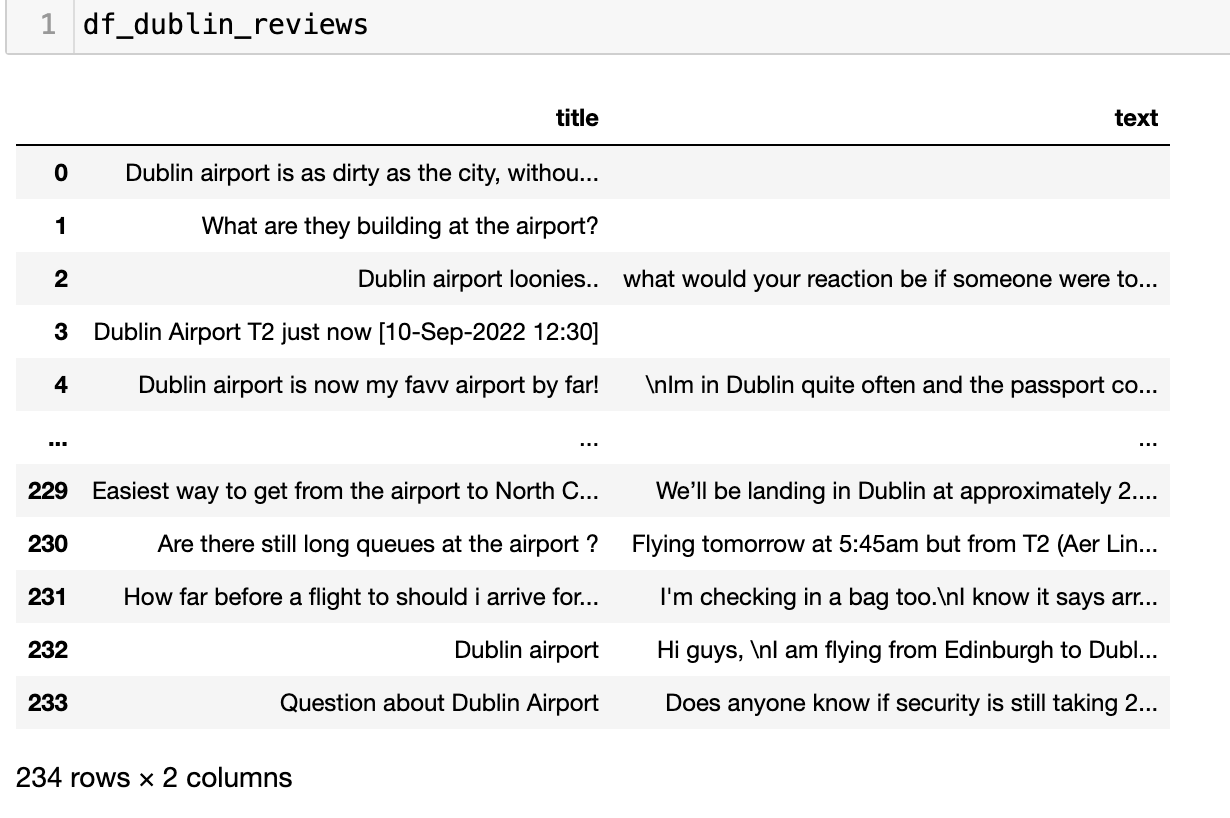 1 df_dublin_reviews
title text
0 Dublin airport is as dirty as the city, withou...
1 What are they building at the airport?
2 Dublin airport loonies.. what would your reaction be if someone were to...
3 Dublin Airport T2 just now [10-Sep-2022 12:30]
4 Dublin airport is now my favv airport by far! \nIm in Dublin quite often and the passport co...
... ... ...
229 Easiest way to get from the airport to North C... We’ll be landing in Dublin at approximately 2....
230 Are there still long queues at the airport ? Flying tomorrow at 5:45am but from T2 (Aer Lin...
231 How far before a flight to should i arrive for... I'm checking in a bag too.\nI know it says arr...
232 Dublin airport Hi guys, \nI am flying from Edinburgh to Dubl...
233 Question about Dublin Airport Does anyone know if security is still taking 2...
234 rows × 2 columns